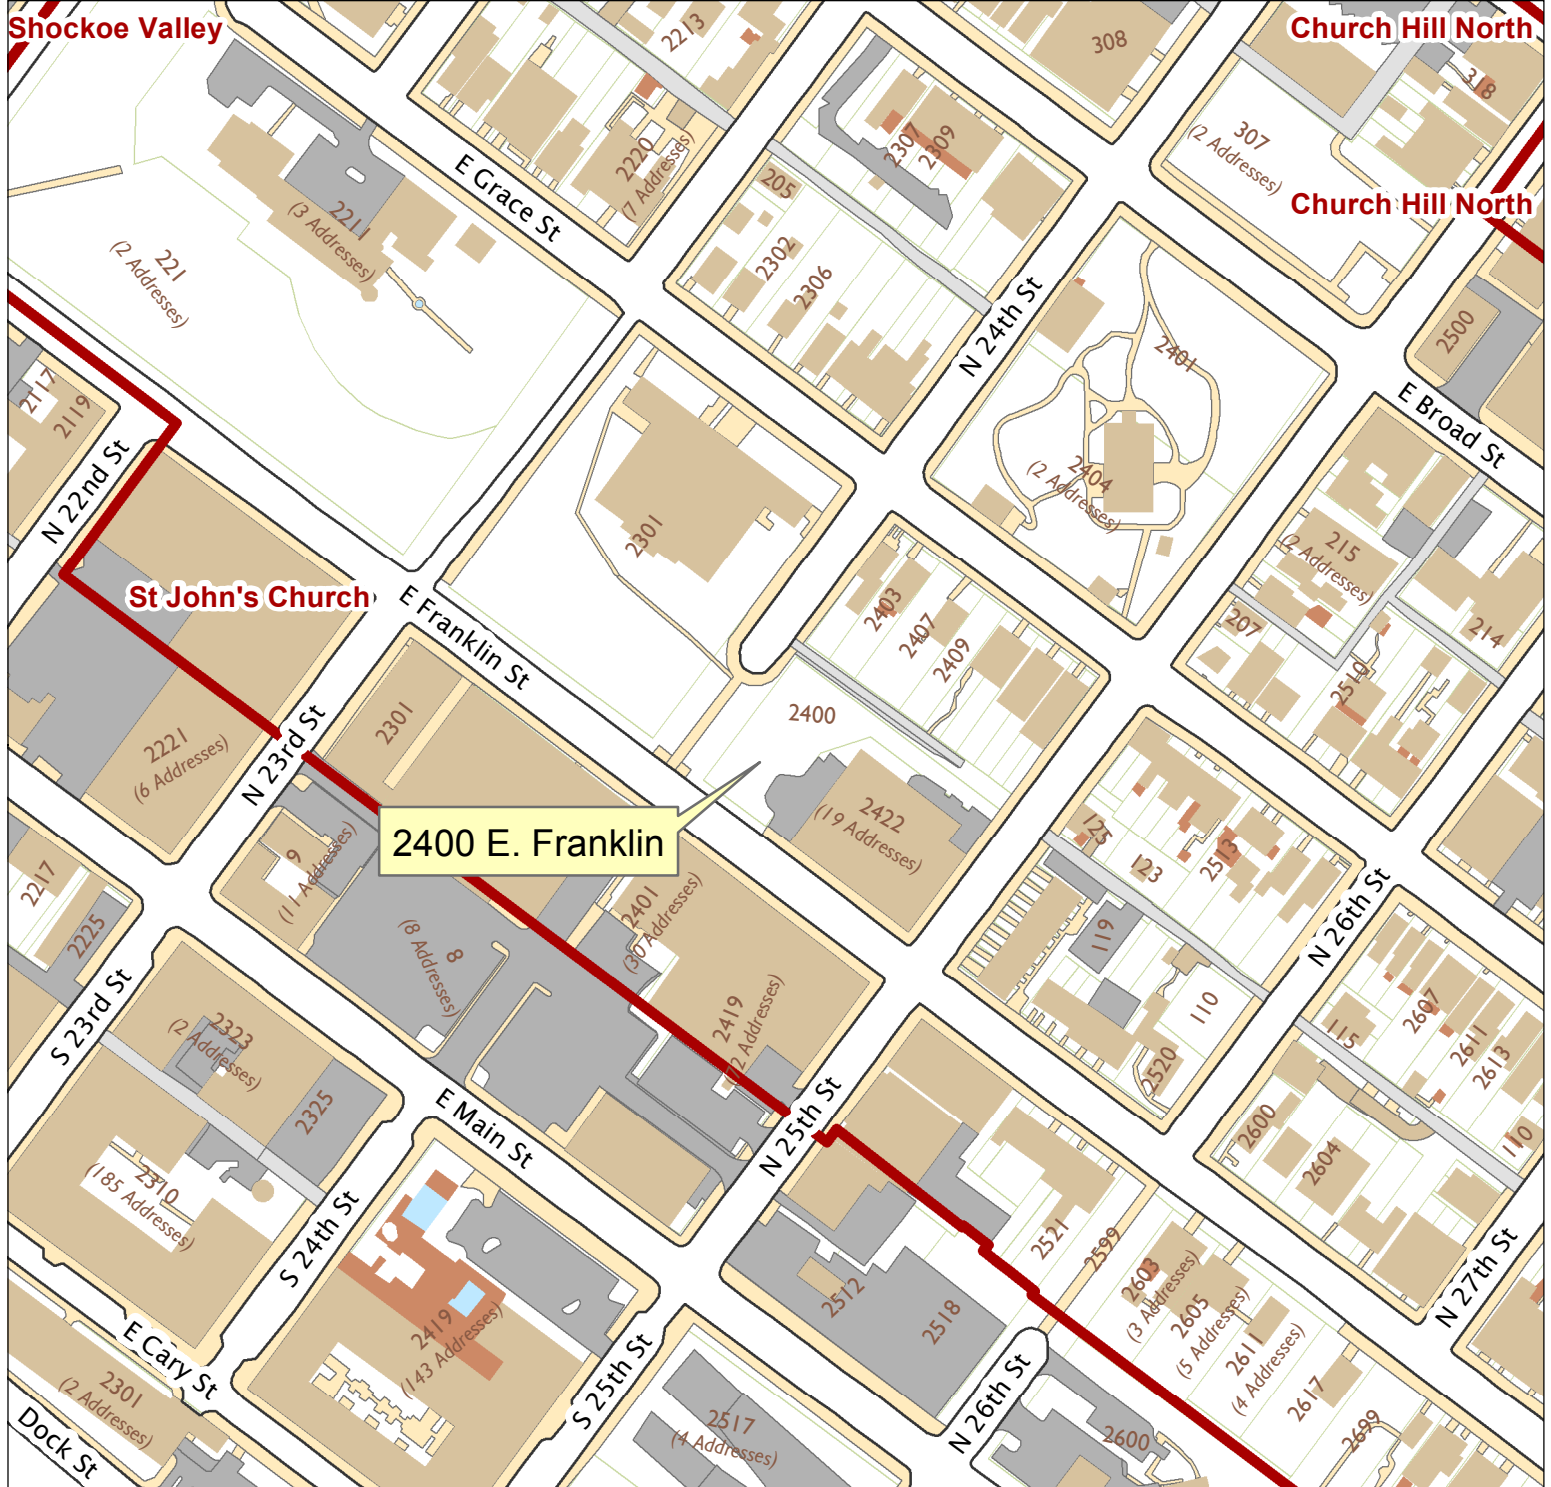 Shockoe Valley
Church Hill North
2213
308
318
307
(2 Addresses)
2220
(7 Addresses)
2307
2309
E Grace St
205
Church Hill North
2211
(3 Addresses)
221
(2 Addresses)
2302
2306
N 24th St
2401
2500
E Broad St
2117
2119
N 22nd St
2404
(2 Addresses)
2301
215
(2 Addresses)
St John's Church
E Franklin St
2403
2407
2409
207
214
2510
2400
2301
N 23rd St
2221
(6 Addresses)
2400 E. Franklin
2422
(19 Addresses)
125
123
2513
9
(11 Addresses)
2217
2225
2401
(30 Addresses)
8
(8 Addresses)
119
N 26th St
110
2607
2611
2613
115
S 23rd St
2323
(2 Addresses)
2419
(72 Addresses)
2520
2325
E Main St
N 25th St
2600
2604
110
2310
(185 Addresses)
S 24th St
2521
2599
2603
(3 Addresses)
2605
(5 Addresses)
2611
(4 Addresses)
2617
2699
N 27th St
2512
2518
2419
(143 Addresses)
E Cary St
S 25th St
N 26th St
2301
(2 Addresses)
2517
(4 Addresses)
2600
Dock St